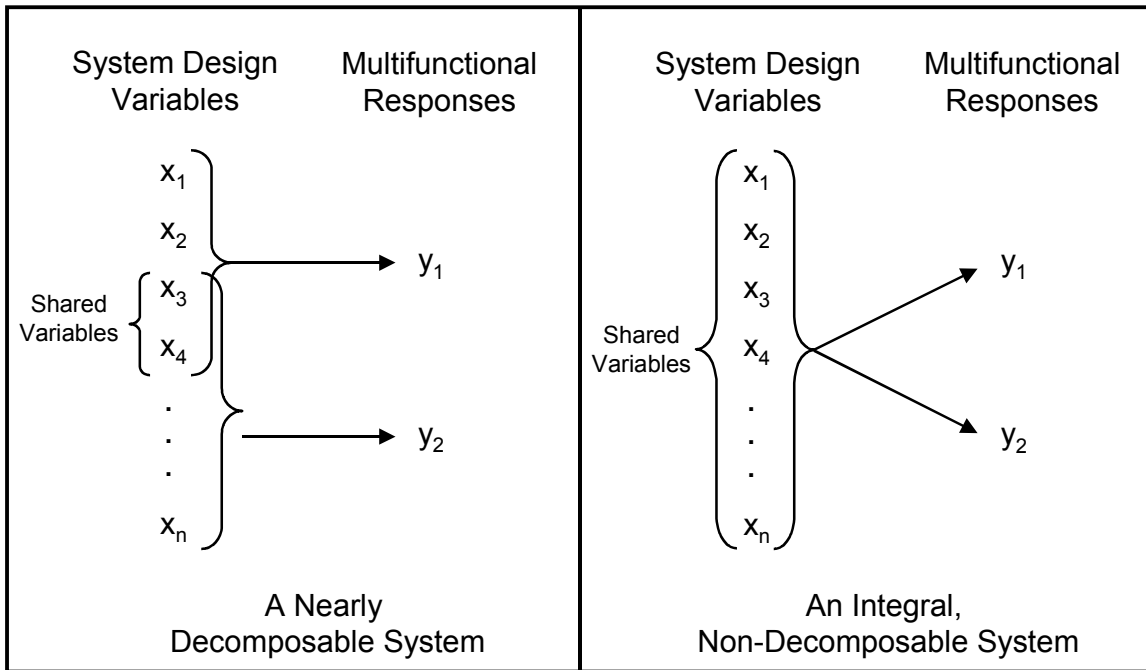 System Design
Variables
Multifunctional
Responses
x₁
x₂
x₃
x₄
.
.
.
xₙ
Shared
Variables
y₁
y₂
A Nearly
Decomposable System
System Design
Variables
Multifunctional
Responses
x₁
x₂
x₃
x₄
.
.
.
xₙ
Shared
Variables
y₁
y₂
An Integral,
Non-Decomposable System